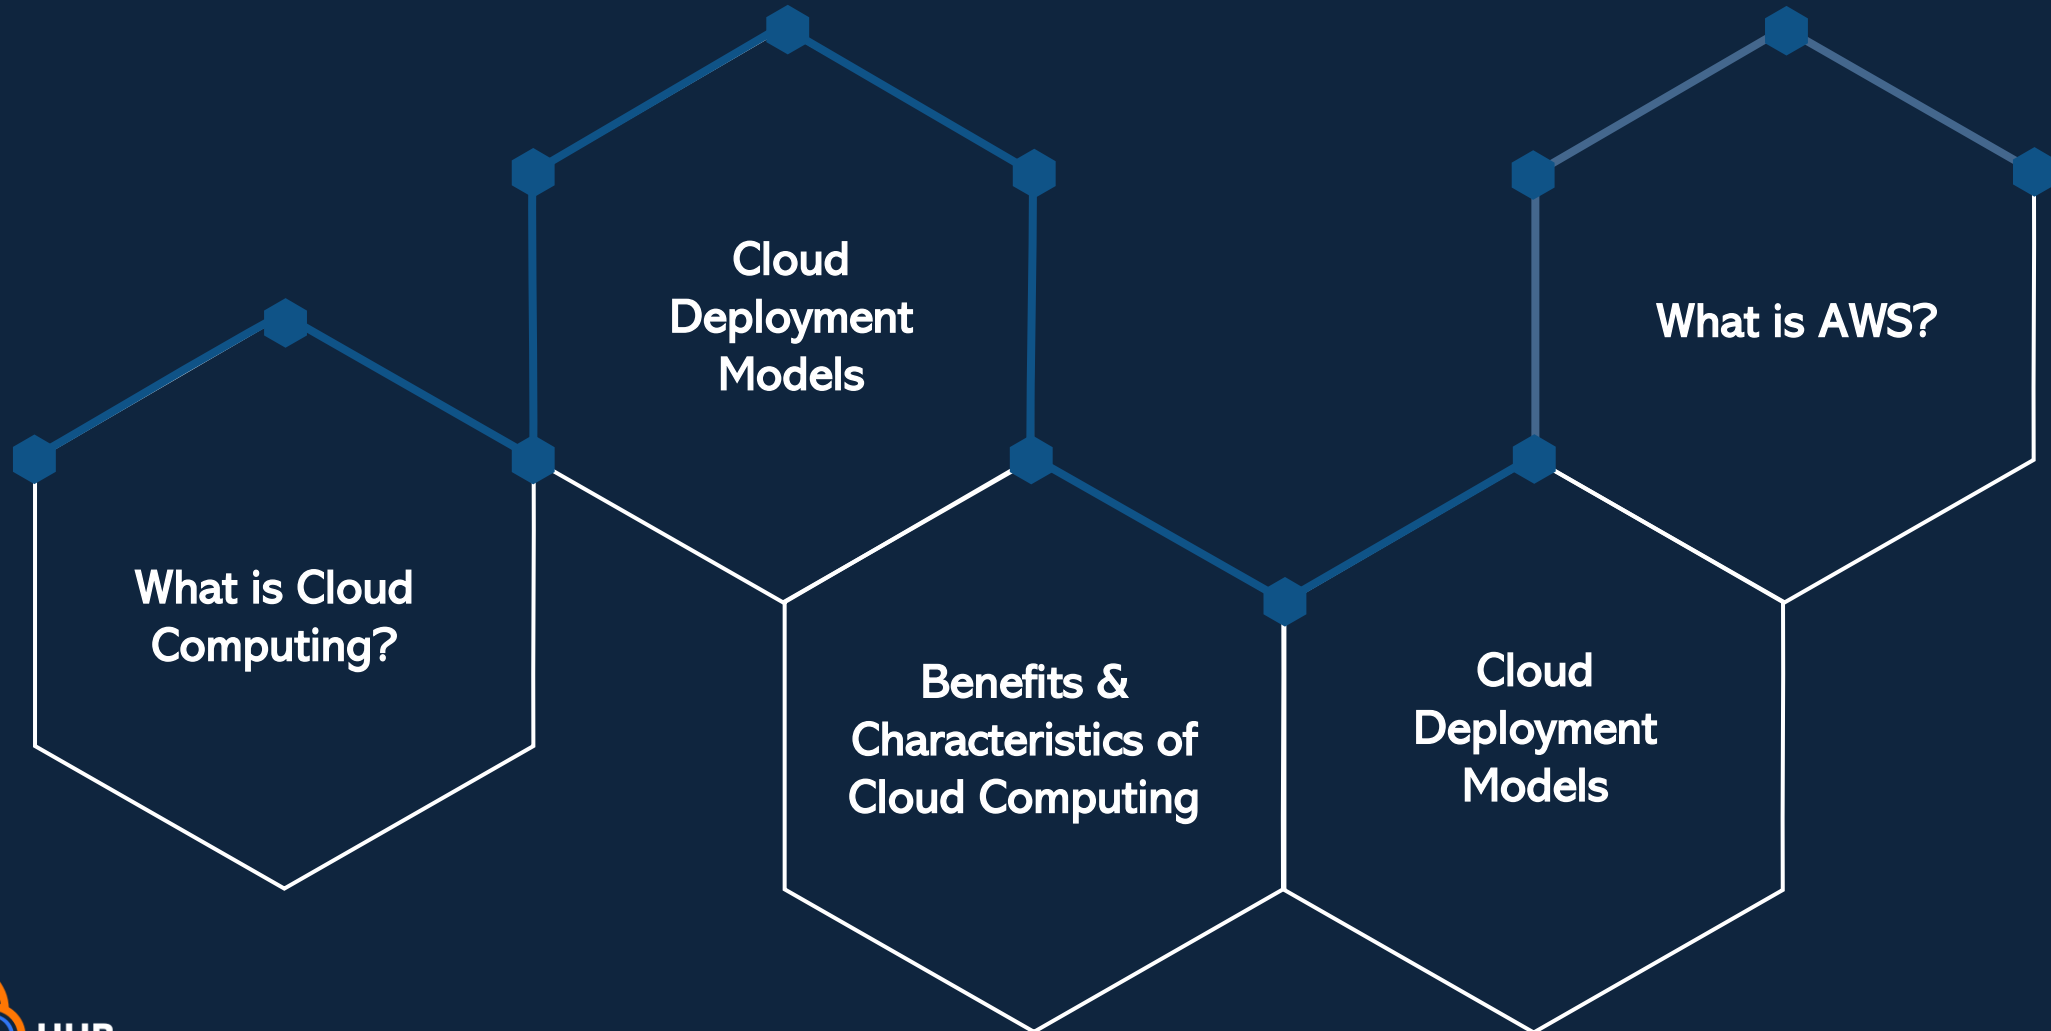 What is Cloud
Computing?
Cloud
Deployment
Models
Benefits &
Characteristics of
Cloud Computing
Cloud
Deployment
Models
What is AWS?